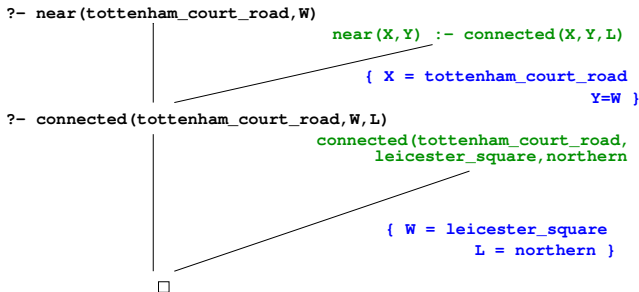 ?- near(tottenham_court_road,W)
near(X,Y) :- connected(X,Y,L)
{ X = tottenham_court_road
Y=W }
?- connected(tottenham_court_road,W,L)
connected(tottenham_court_road,
leicester_square,northern
{ W = leicester_square
L = northern }